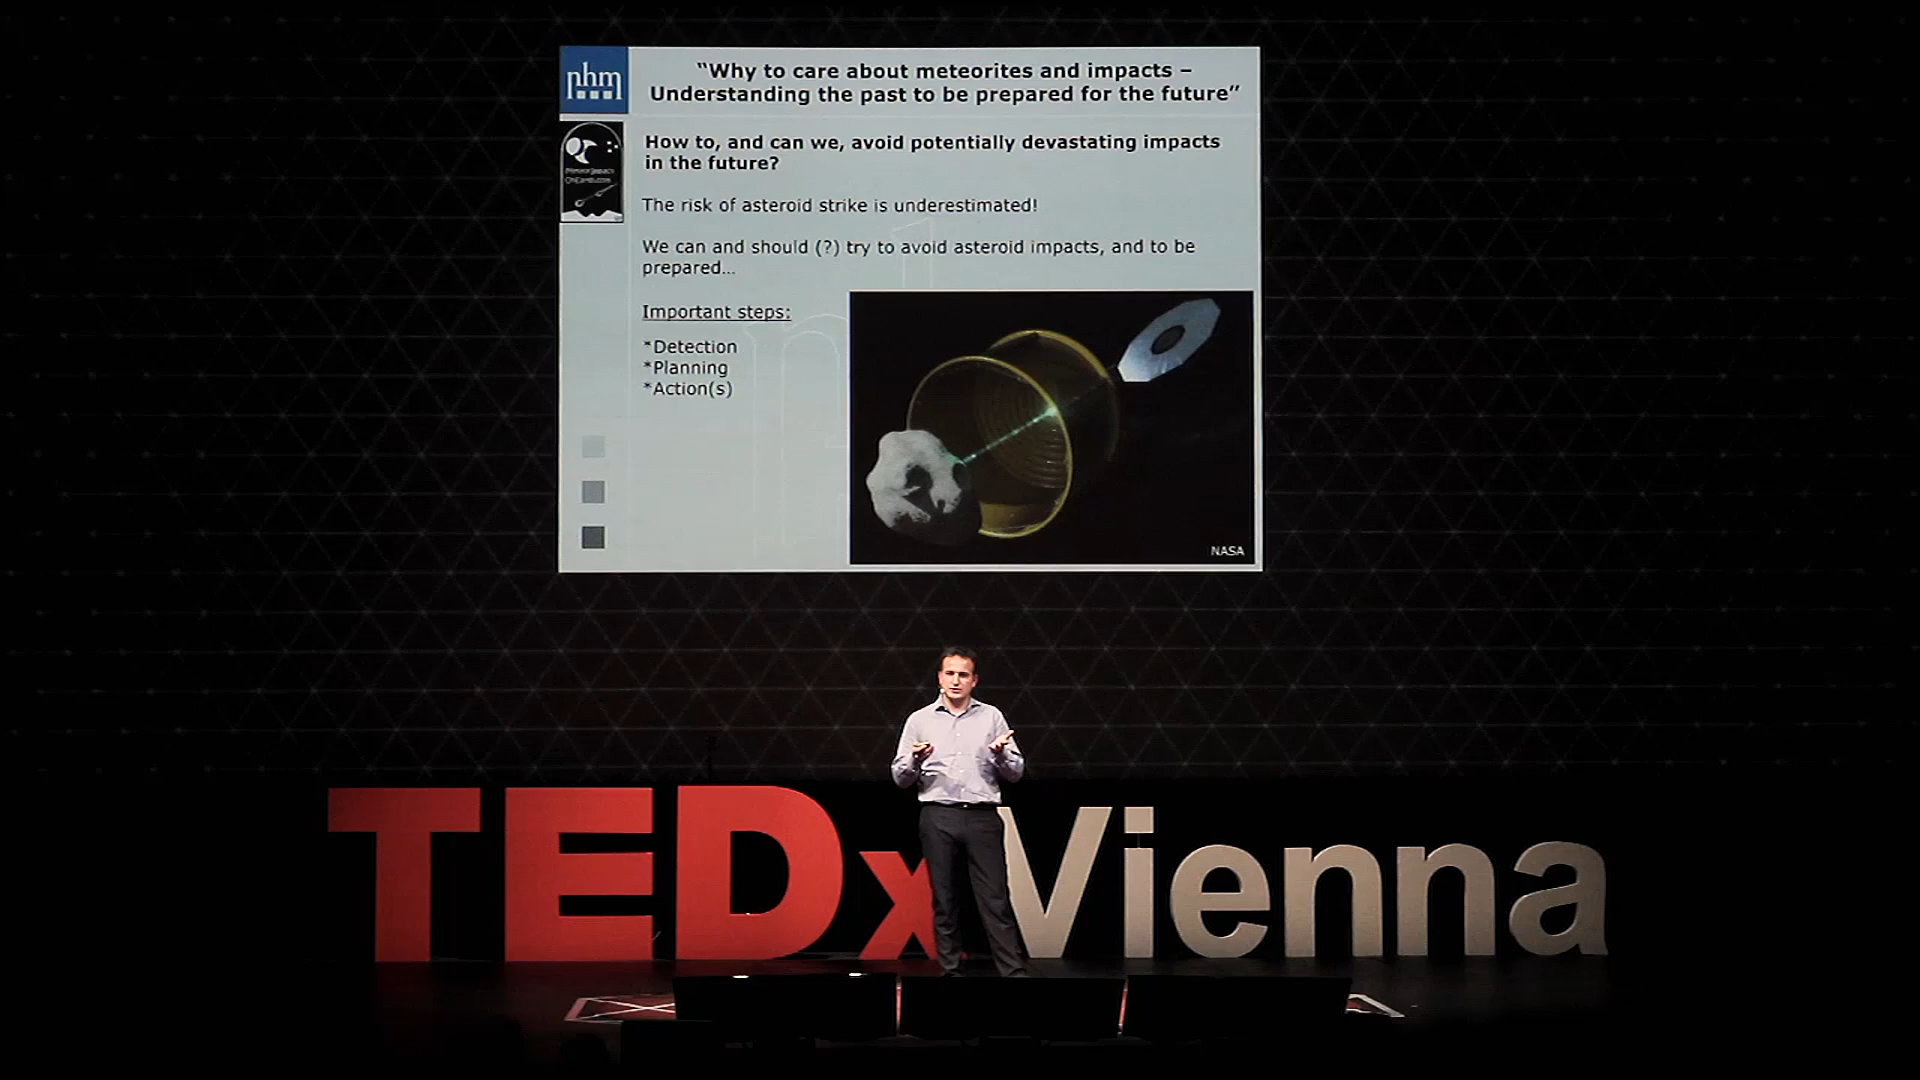 nhm
“Why to care about meteorites and impacts –
Understanding the past to be prepared for the future”
How to, and can we, avoid potentially devastating impacts
in the future?
The risk of asteroid strike is underestimated!
We can and should (?) try to avoid asteroid impacts, and to be
prepared...
Important steps:
*Detection
*Planning
*Action(s)
NASA
TEDxVienna